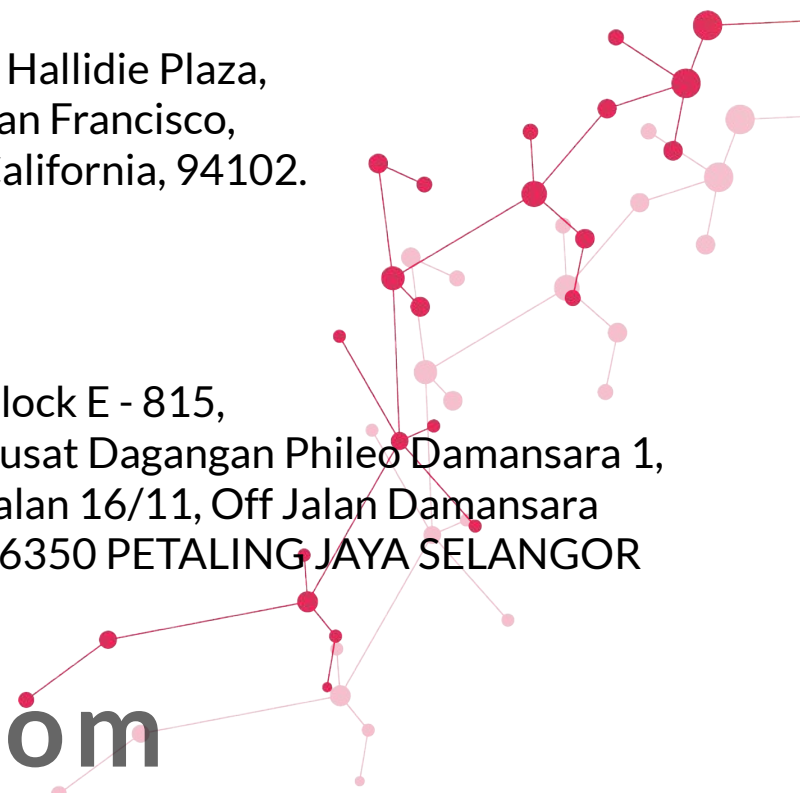 Hallidie Plaza,
an Francisco,
alifornia, 94102.
lock E - 815,
usat Dagangan Phileo Damansara 1,
alan 16/11, Off Jalan Damansara
6350 PETALING JAYA SELANGOR
om